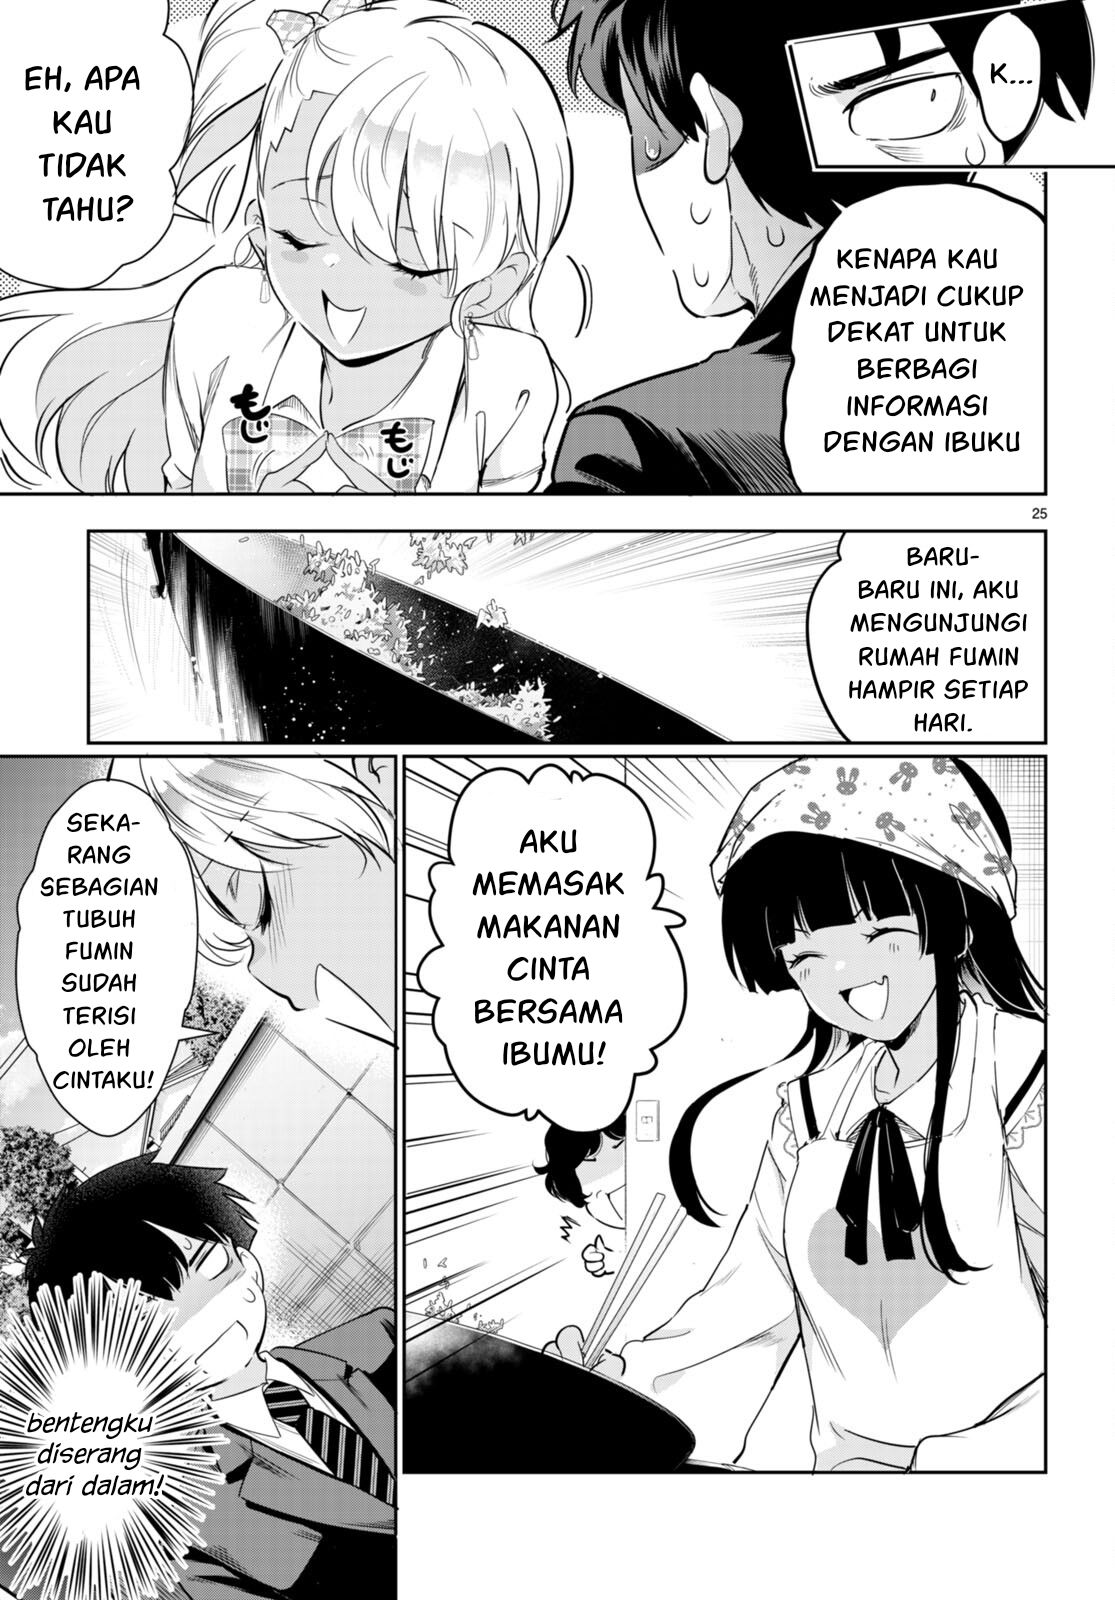 K...
KENAPA KAU
MENJADI CUKUP
DEKAT UNTUK
BERBAGI
INFORMASI
DENGAN IBUKU
EH, APA
KAU
TIDAK
TAHU?
もじ
もじ
25
BARU-
BARU INI, AKU
MENGUNJUNGI
RUMAH FUMIN
HAMPIR SETIAP
HARI.
AKU
MEMASAK
MAKANAN
CINTA
BERSAMA
IBUMU!
SEKA-
RANG
SEBAGIAN
TUBUH
FUMIN
SUDAH
TERISI
OLEH
CINTAKU!
bentengku
diserang
dari dalam!